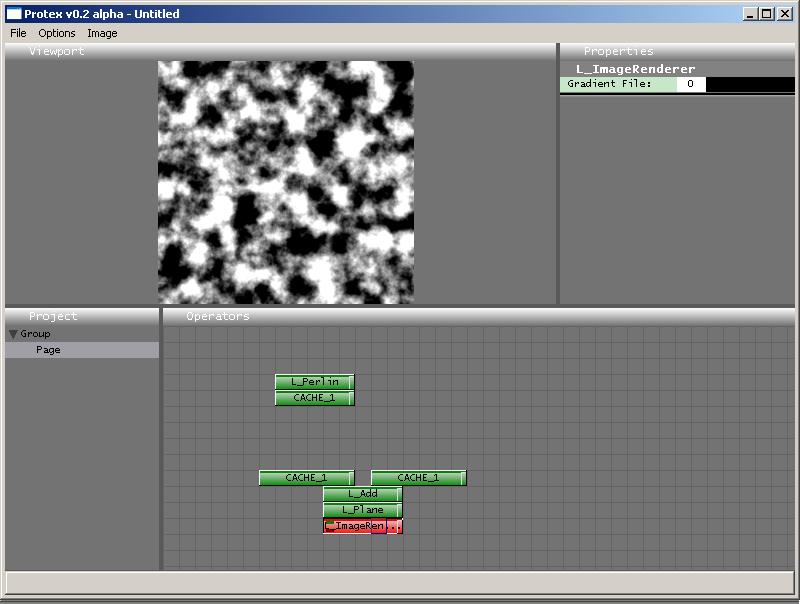 Protex v0.2 alpha - Untitled
File Options Image
Viewport
Properties
L_ImageRenderer
Gradient File: 0
Project
Group
Page
Operators
L_Perlin
CACHE_1
CACHE_1 CACHE_1
L_Add
L_Plane
L_ImageRen...